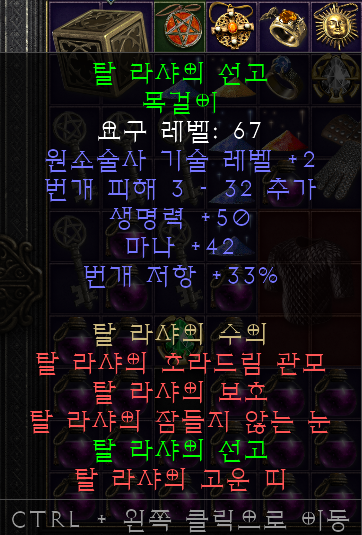 탈 라샤의 선고
목걸이
요구 레벨: 67
원소술사 기술 레벨 +2
번개 피해 3 - 32 추가
생명력 +50
마나 +42
번개 저항 +33%
탈 라샤의 수의
탈 라샤의 호라드림 관모
탈 라샤의 보호
탈 라샤의 잠들지 않는 눈
탈 라샤의 선고
탈 라샤의 고운 띠
CTRL + 왼쪽 클릭으로 이동